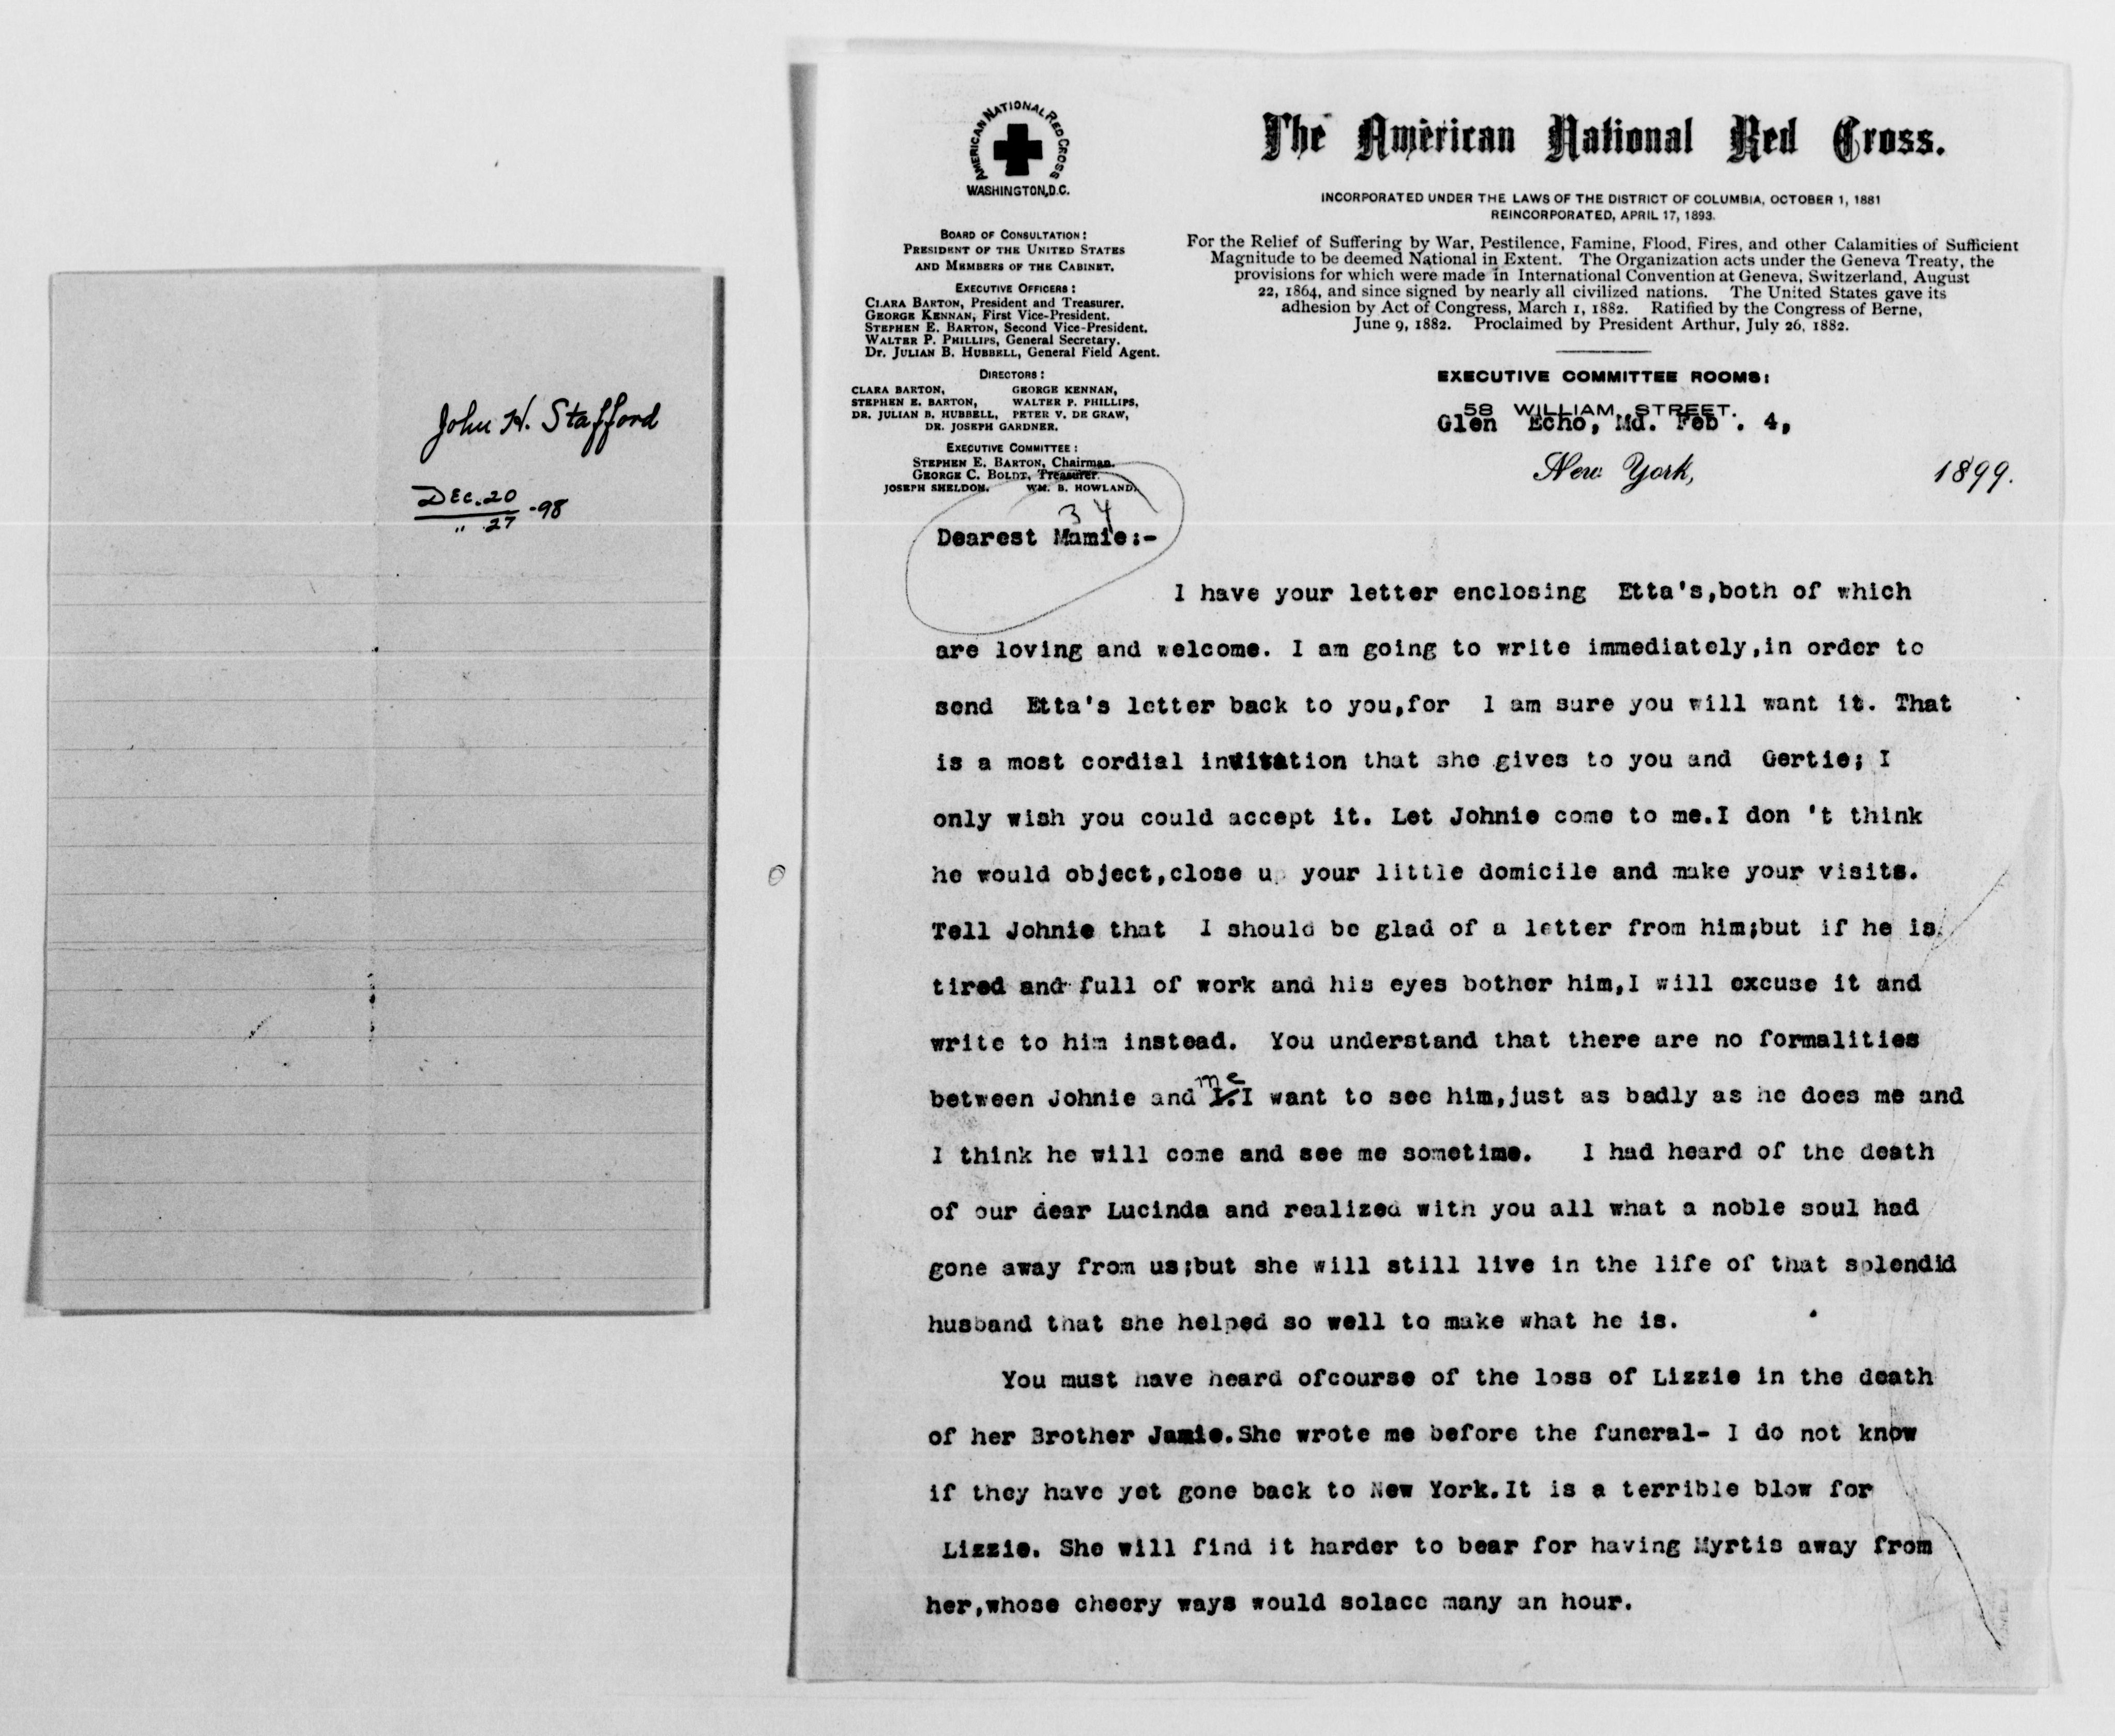 John H. Stafford
Dec. 20
" 27 -98
AMERICAN NATIONAL RED CROSS
WASHINGTON, D.C.
BOARD OF CONSULTATION:
PRESIDENT OF THE UNITED STATES
AND MEMBERS OF THE CABINET.
EXECUTIVE OFFICERS:
CLARA BARTON, President and Treasurer.
GEORGE KENNAN, First Vice-President.
STEPHEN E. BARTON, Second Vice-President.
WALTER P. PHILLIPS, General Secretary.
Dr. JULIAN B. HUBBELL, General Field Agent.
DIRECTORS:
CLARA BARTON, GEORGE KENNAN,
STEPHEN E. BARTON, WALTER P. PHILLIPS,
DR. JULIAN B. HUBBELL, PETER V. DE GRAW,
DR. JOSEPH GARDNER.
EXECUTIVE COMMITTEE:
STEPHEN E. BARTON, Chairman.
GEORGE C. BOLDT, Treasurer.
JOSEPH SHELDON. WM. B. HOWLAND.
The American National Red Cross.
INCORPORATED UNDER THE LAWS OF THE DISTRICT OF COLUMBIA, OCTOBER 1, 1881
REINCORPORATED, APRIL 17, 1893.
For the Relief of Suffering by War, Pestilence, Famine, Flood, Fires, and other Calamities of Sufficient
Magnitude to be deemed National in Extent. The Organization acts under the Geneva Treaty, the
provisions for which were made in International Convention at Geneva, Switzerland, August
22, 1864, and since signed by nearly all civilized nations. The United States gave its
adhesion by Act of Congress, March 1, 1882. Ratified by the Congress of Berne,
June 9, 1882. Proclaimed by President Arthur, July 26, 1882.
EXECUTIVE COMMITTEE ROOMS:
58 WILLIAM STREET.
Glen Echo, Md. Feb . 4,
New York, 1899.
34
Dearest Mamie:-
I have your letter enclosing Etta's,both of which
are loving and welcome. I am going to write immediately,in order to
send Etta's letter back to you,for I am sure you will want it. That
is a most cordial invitation that she gives to you and Gertie; I
only wish you could accept it. Let Johnie come to me.I don 't think
he would object,close up your little domicile and make your visits.
Tell Johnie that I should be glad of a letter from him;but if he is
tired and full of work and his eyes bother him,I will excuse it and
write to him instead. You understand that there are no formalities
me
between Johnie and I.I want to see him,just as badly as he does me and
I think he will come and see me sometime. I had heard of the death
of our dear Lucinda and realized with you all what a noble soul had
gone away from us;but she will still live in the life of that splendid
husband that she helped so well to make what he is.
You must have heard ofcourse of the loss of Lizzie in the death
of her Brother Jamie.She wrote me before the funeral- I do not know
if they have yet gone back to New York.It is a terrible blow for
Lizzie. She will find it harder to bear for having Myrtis away from
her,whose cheery ways would solace many an hour.